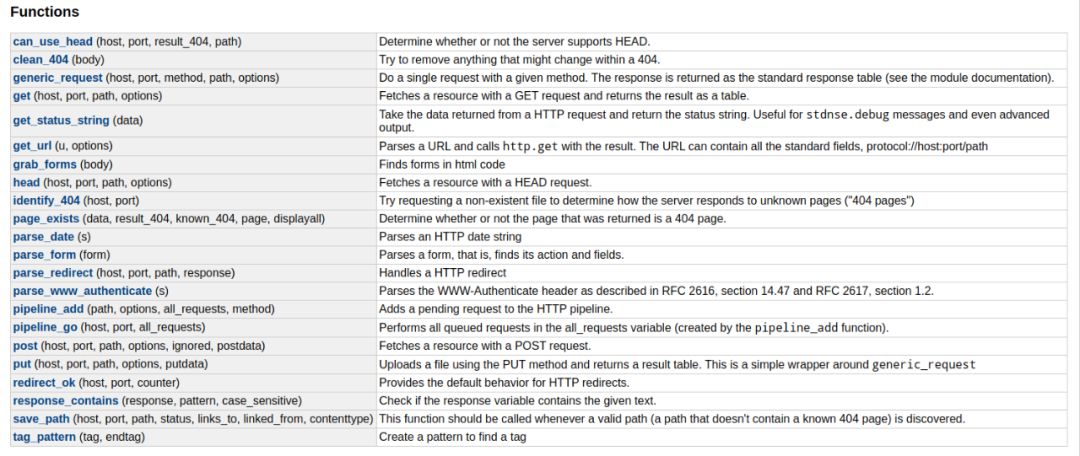 Functions
can_use_head (host, port, result_404, path) Determine whether or not the server supports HEAD.
clean_404 (body) Try to remove anything that might change within a 404.
generic_request (host, port, method, path, options) Do a single request with a given method. The response is returned as the standard response table (see the module documentation).
get (host, port, path, options) Fetches a resource with a GET request and returns the result as a table.
get_status_string (data) Take the data returned from a HTTP request and return the status string. Useful for stdnse.debug messages and even advanced
output.
get_url (u, options) Parses a URL and calls http.get with the result. The URL can contain all the standard fields, protocol://host:port/path
grab_forms (body) Finds forms in html code
head (host, port, path, options) Fetches a resource with a HEAD request.
identify_404 (host, port) Try requesting a non-existent file to determine how the server responds to unknown pages ("404 pages")
page_exists (data, result_404, known_404, page, displayall) Determine whether or not the page that was returned is a 404 page.
parse_date (s) Parses an HTTP date string
parse_form (form) Parses a form, that is, finds its action and fields.
parse_redirect (host, port, path, response) Handles a HTTP redirect
parse_www_authenticate (s) Parses the WWW-Authenticate header as described in RFC 2616, section 14.47 and RFC 2617, section 1.2.
pipeline_add (path, options, all_requests, method) Adds a pending request to the HTTP pipeline.
pipeline_go (host, port, all_requests) Performs all queued requests in the all_requests variable (created by the pipeline_add function).
post (host, port, path, options, ignored, postdata) Fetches a resource with a POST request.
put (host, port, path, options, putdata) Uploads a file using the PUT method and returns a result table. This is a simple wrapper around generic_request
redirect_ok (host, port, counter) Provides the default behavior for HTTP redirects.
response_contains (response, pattern, case_sensitive) Check if the response variable contains the given text.
save_path (host, port, path, status, links_to, linked_from, contenttype) This function should be called whenever a valid path (a path that doesn't contain a known 404 page) is discovered.
tag_pattern (tag, endtag) Create a pattern to find a tag